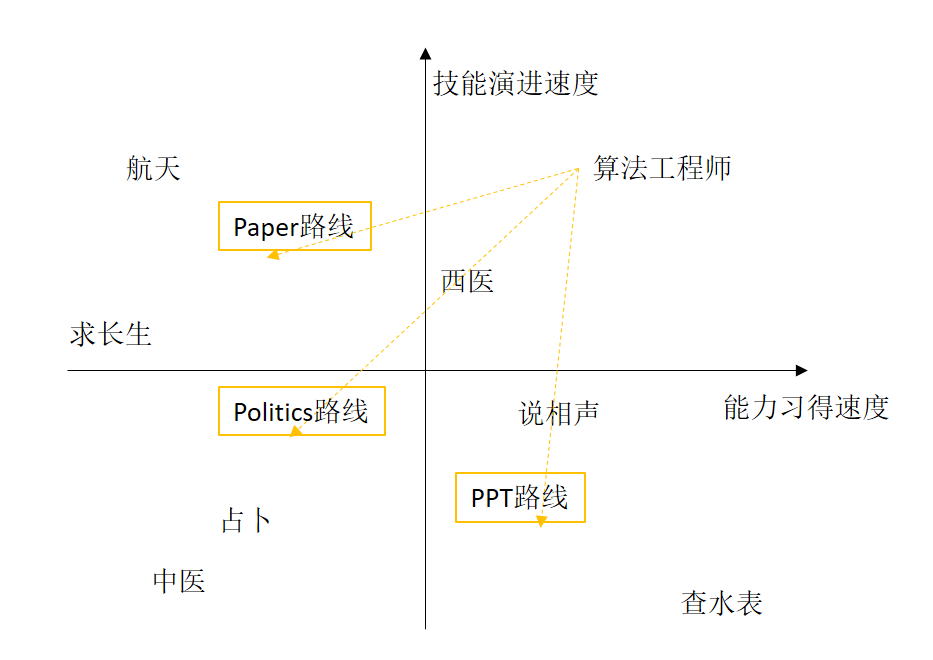 技能演进速度
航天
算法工程师
Paper路线
西医
求长生
Politics路线
说相声
能力习得速度
PPT路线
占卜
中医
查水表